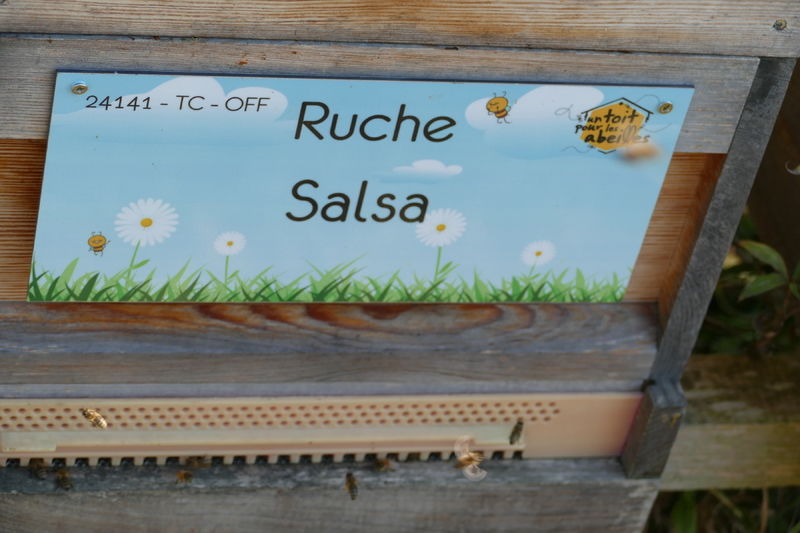 24141 - TC - OFF
Ruche
Salsa
un toit
pour les
abeilles